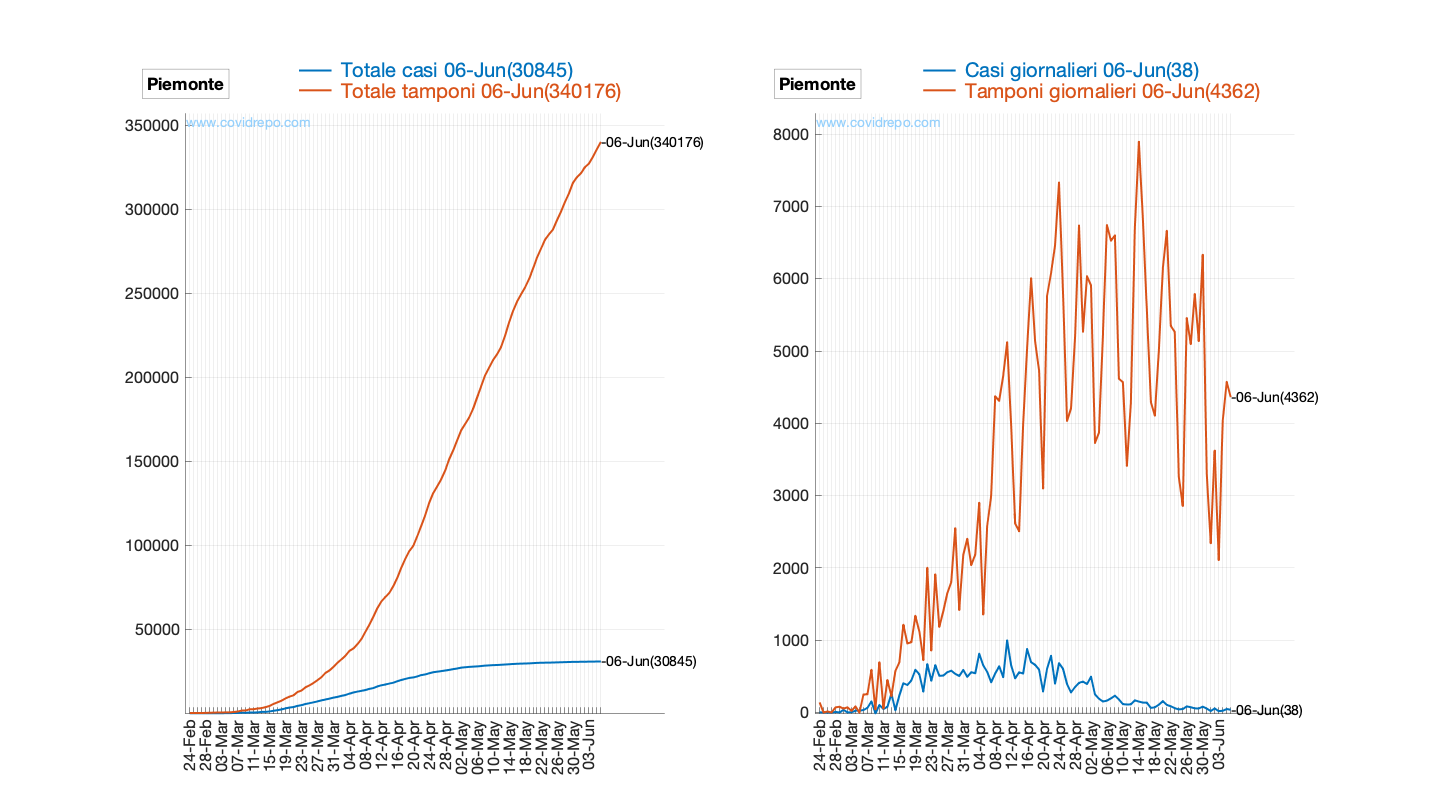 Piemonte
Totale casi 06-Jun(30845)
Totale tamponi 06-Jun(340176)
www.covidrepo.com
350000
300000
250000
200000
150000
100000
50000
06-Jun(340176)
06-Jun(30845)
24-Feb
28-Feb
03-Mar
07-Mar
11-Mar
15-Mar
19-Mar
23-Mar
27-Mar
31-Mar
04-Apr
08-Apr
12-Apr
16-Apr
20-Apr
24-Apr
28-Apr
02-May
06-May
10-May
14-May
18-May
22-May
26-May
30-May
03-Jun
Piemonte
Casi giornalieri 06-Jun(38)
Tamponi giornalieri 06-Jun(4362)
www.covidrepo.com
8000
7000
6000
5000
4000
3000
2000
1000
0
06-Jun(4362)
06-Jun(38)
24-Feb
28-Feb
03-Mar
07-Mar
11-Mar
15-Mar
19-Mar
23-Mar
27-Mar
31-Mar
04-Apr
08-Apr
12-Apr
16-Apr
20-Apr
24-Apr
28-Apr
02-May
06-May
10-May
14-May
18-May
22-May
26-May
30-May
03-Jun